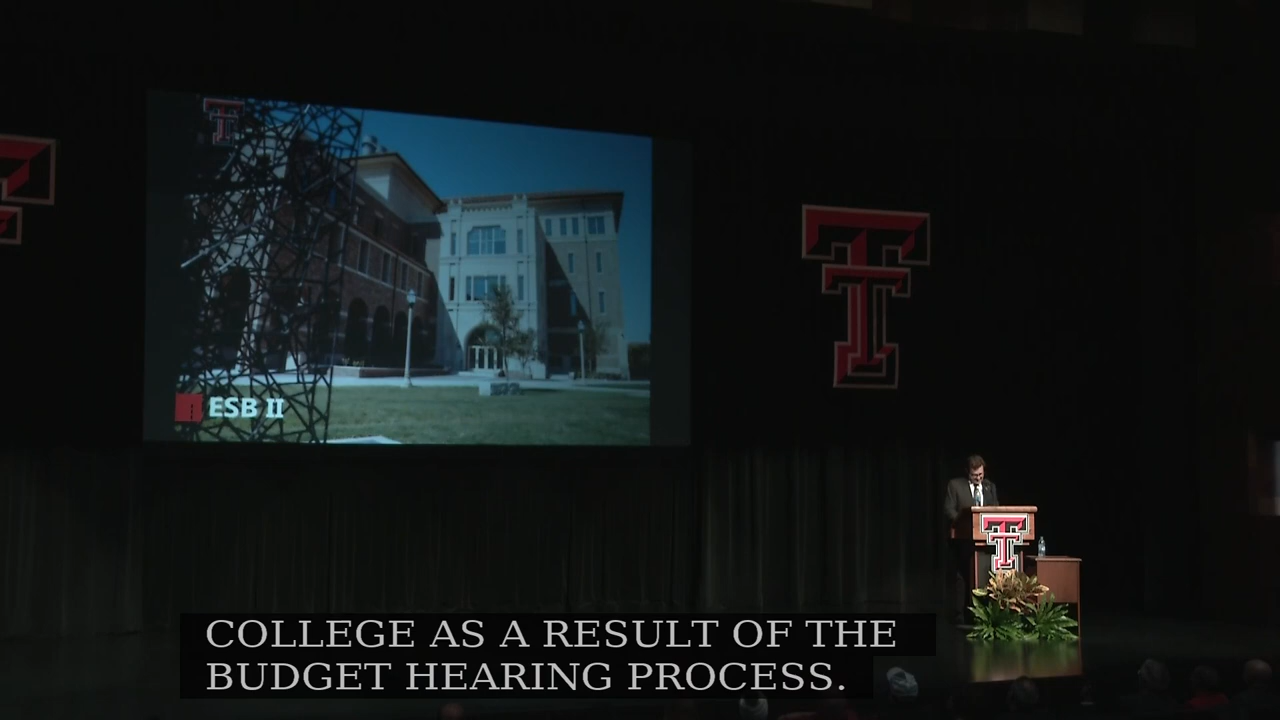 ESB II
COLLEGE AS A RESULT OF THE
BUDGET HEARING PROCESS.